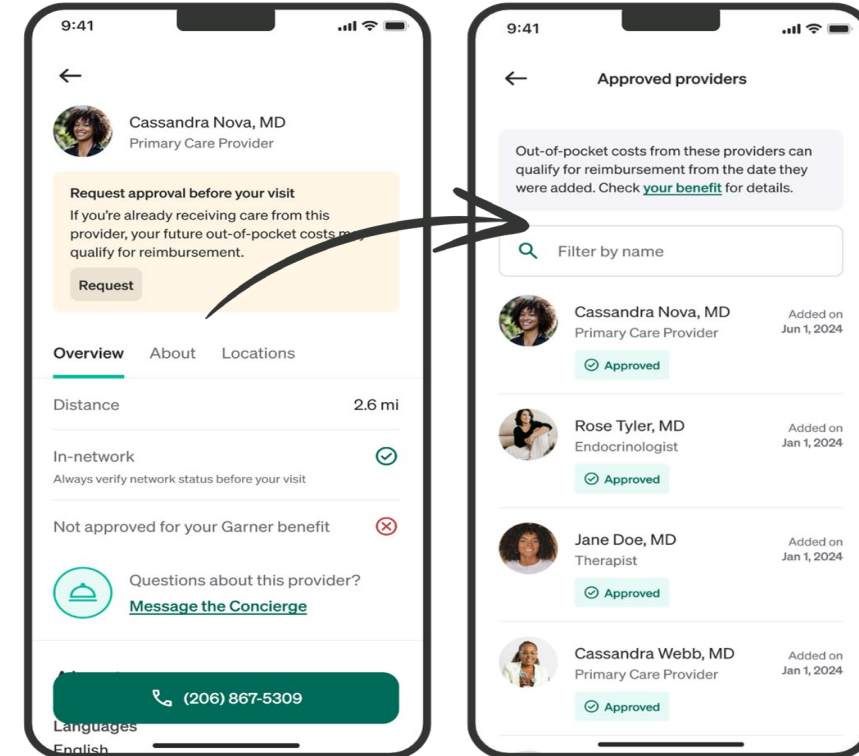 9:41
Cassandra Nova, MD
Primary Care Provider
Request approval before your visit
If you're already receiving care from this
provider, your future out-of-pocket costs may
qualify for reimbursement.
Request
Overview About Locations
Distance 2.6 mi
In-network
Always verify network status before your visit
Not approved for your Garner benefit
Questions about this provider?
Message the Concierge
(206) 867-5309
Languages
English
9:41
Approved providers
Out-of-pocket costs from these providers can
qualify for reimbursement from the date they
were added. Check your benefit for details.
Filter by name
Cassandra Nova, MD Added on
Primary Care Provider Jun 1, 2024
Approved
Rose Tyler, MD Added on
Endocrinologist Jan 1, 2024
Approved
Jane Doe, MD Added on
Therapist Jan 1, 2024
Approved
Cassandra Webb, MD Added on
Primary Care Provider Jan 1, 2024
Approved